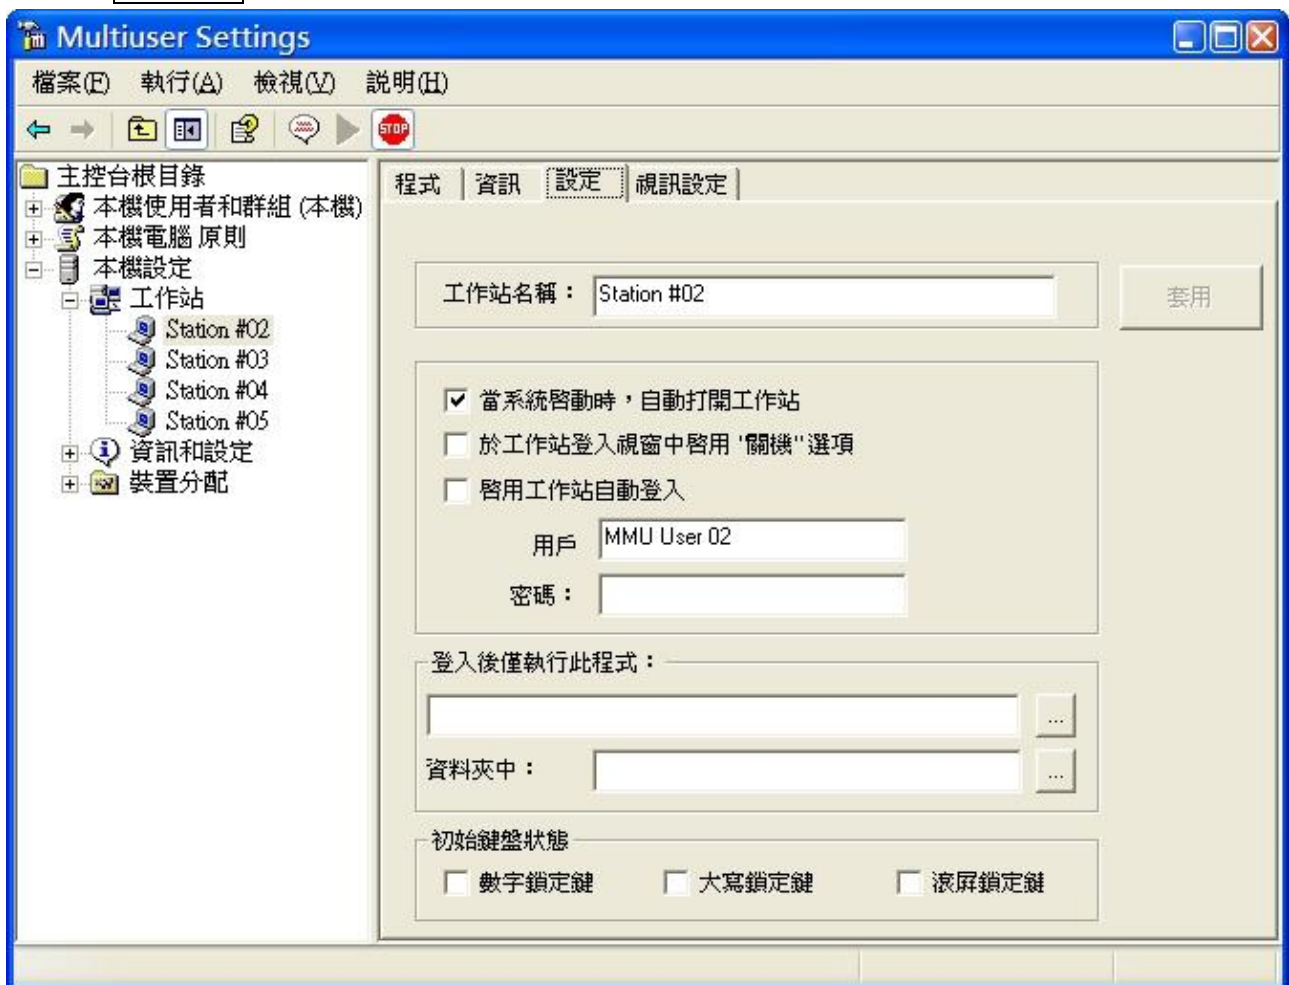 Multiuser Settings
檔案(F) 執行(A) 檢視(V) 説明(H)
STOP
主控台根目錄
本機使用者和群組 (本機)
本機電腦 原則
本機設定
工作站
Station #02
Station #03
Station #04
Station #05
資訊和設定
裝置分配
程式 資訊 設定 視訊設定
工作站名稱： Station #02
套用
當系統啓動時，自動打開工作站
於工作站登入視窗中啓用 '關機" 選項
啓用工作站自動登入
用戶 MMU User 02
密碼：
登入後僅執行此程式：
...
資料夾中： ...
初始鍵盤狀態
數字鎖定鍵 大寫鎖定鍵 滾屏鎖定鍵